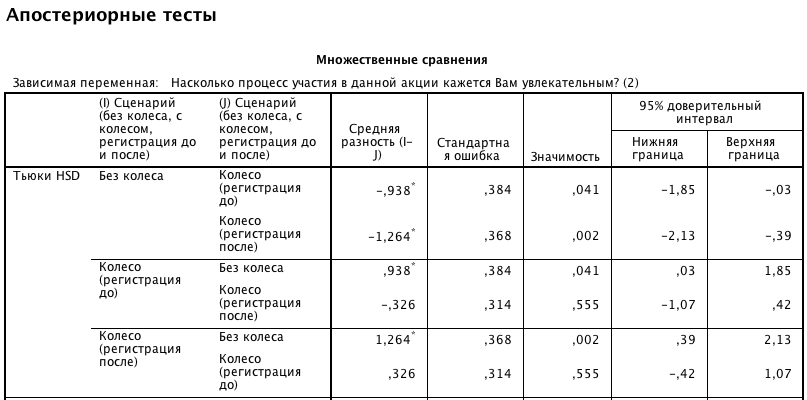 Апостериорные тесты
Множественные сравнения
Зависимая переменная: Насколько процесс участия в данной акции кажется Вам увлекательным? (2)
(I) Сценарий (без колеса, с колесом, регистрация до и после) (J) Сценарий (без колеса, с колесом, регистрация до и после) Средняя разность (I-J) Стандартная ошибка Значимость 95% доверительный интервал
Нижняя граница Верхняя граница
Тьюки HSD Без колеса Колесо (регистрация до) -,938* ,384 ,041 -1,85 -,03
Колесо (регистрация после) -1,264* ,368 ,002 -2,13 -,39
Колесо (регистрация до) Без колеса ,938* ,384 ,041 ,03 1,85
Колесо (регистрация после) -,326 ,314 ,555 -1,07 ,42
Колесо (регистрация после) Без колеса 1,264* ,368 ,002 ,39 2,13
Колесо (регистрация до) ,326 ,314 ,555 -,42 1,07